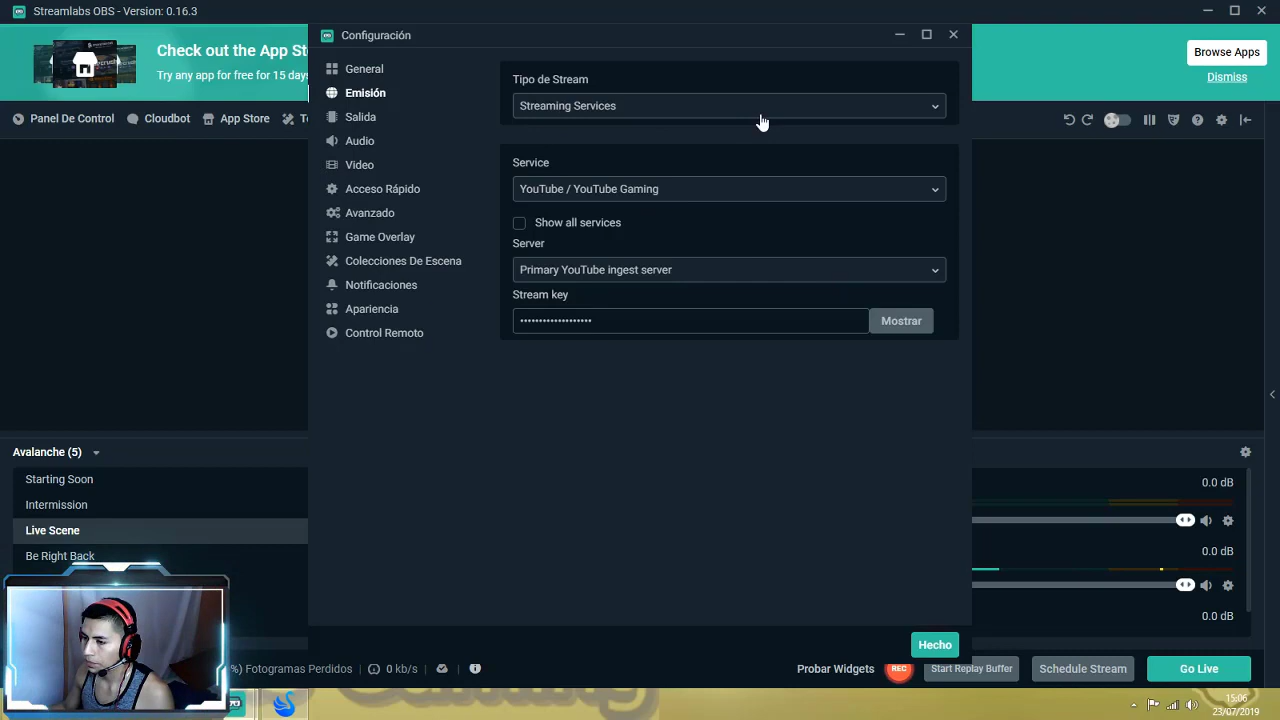 Streamlabs OBS - Version: 0.16.3
Check out the App Sto
Try any app for free for 15 days
Browse Apps
Dismiss
Panel De Control
Cloudbot
App Store
Configuración
General
Emisión
Salida
Audio
Video
Acceso Rápido
Avanzado
Game Overlay
Colecciones De Escena
Notificaciones
Apariencia
Control Remoto
Tipo de Stream
Streaming Services
Service
YouTube / YouTube Gaming
Show all services
Server
Primary YouTube ingest server
Stream key
Mostrar
Hecho
Avalanche (5)
Starting Soon
Intermission
Live Scene
Be Right Back
0.0 dB
0.0 dB
0.0 dB
%) Fotogramas Perdidos
0 kb/s
Probar Widgets
REC
Start Replay Buffer
Schedule Stream
Go Live
15:06
23/07/2019